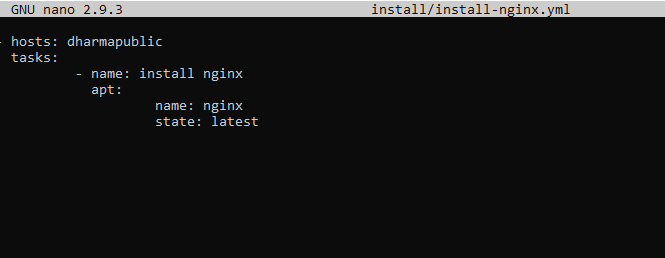 GNU nano 2.9.3 install/install-nginx.yml
- hosts: dharmapublic
tasks:
- name: install nginx
apt:
name: nginx
state: latest